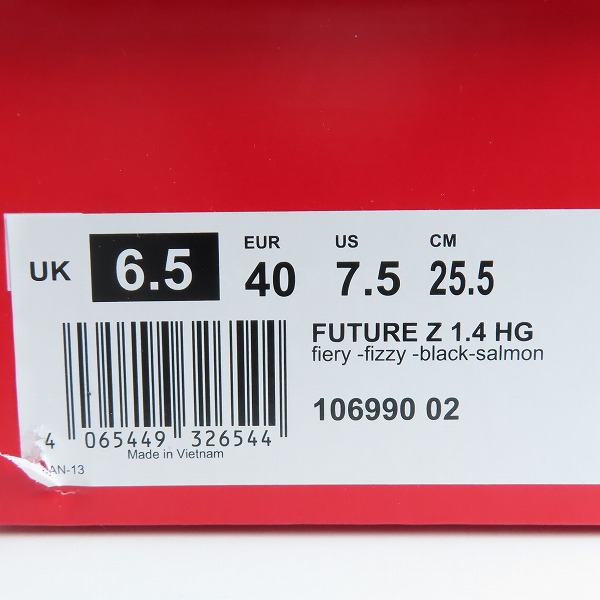 UK 6.5 EUR 40 US 7.5 CM 25.5
FUTURE Z 1.4 HG
fiery -fizzy -black-salmon
106990 02
4 065449 326544
Made in Vietnam
AN-13